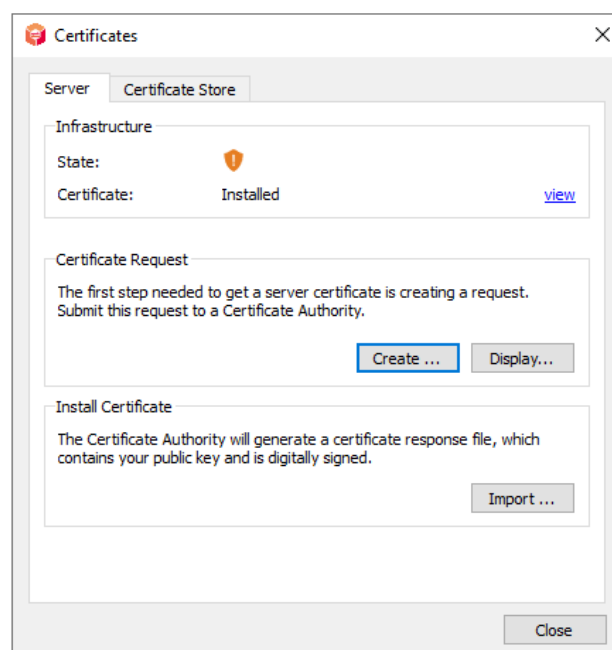 Certificates
Server Certificate Store
Infrastructure
State:
Certificate: Installed view
Certificate Request
The first step needed to get a server certificate is creating a request.
Submit this request to a Certificate Authority.
Create ... Display...
Install Certificate
The Certificate Authority will generate a certificate response file, which
contains your public key and is digitally signed.
Import ...
Close